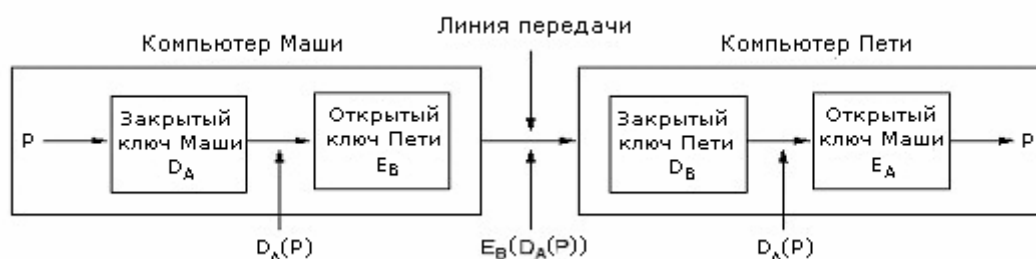 Линия передачи
Компьютер Маши
Компьютер Пети
P
Закрытый
ключ Маши
D_A
Открытый
ключ Пети
E_B
Закрытый
ключ Пети
D_B
Открытый
ключ Маши
E_A
P
D_A(P)
E_B(D_A(P))
D_A(P)